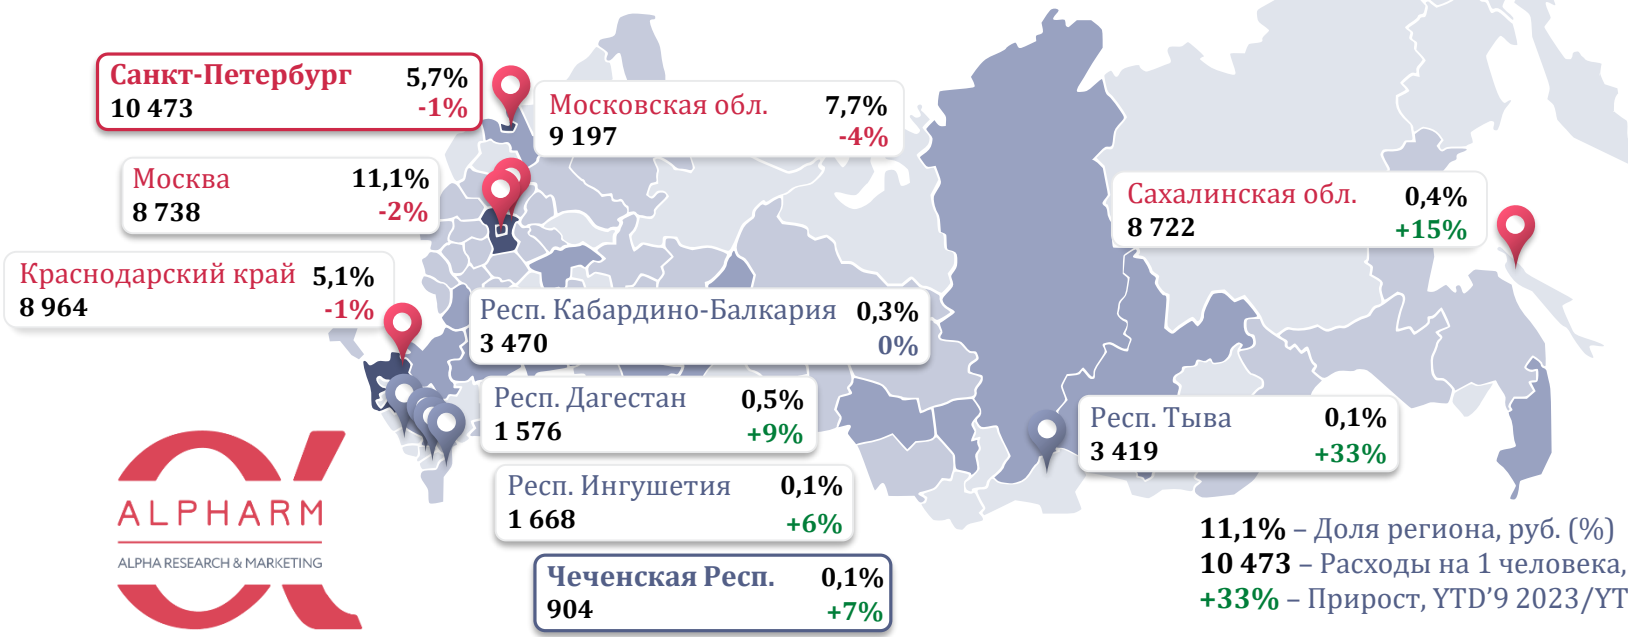 Санкт-Петербург 5,7%
10 473 -1%
Московская обл. 7,7%
9 197 -4%
Москва 11,1%
8 738 -2%
Сахалинская обл. 0,4%
8 722 +15%
Краснодарский край 5,1%
8 964 -1%
Респ. Кабардино-Балкария 0,3%
3 470 0%
Респ. Дагестан 0,5%
1 576 +9%
Респ. Тыва 0,1%
3 419 +33%
Респ. Ингушетия 0,1%
1 668 +6%
Чеченская Респ. 0,1%
904 +7%
ALPHARM
ALPHA RESEARCH & MARKETING
11,1% – Доля региона, руб. (%)
10 473 – Расходы на 1 человека,
+33% – Прирост, YTD’9 2023/YT